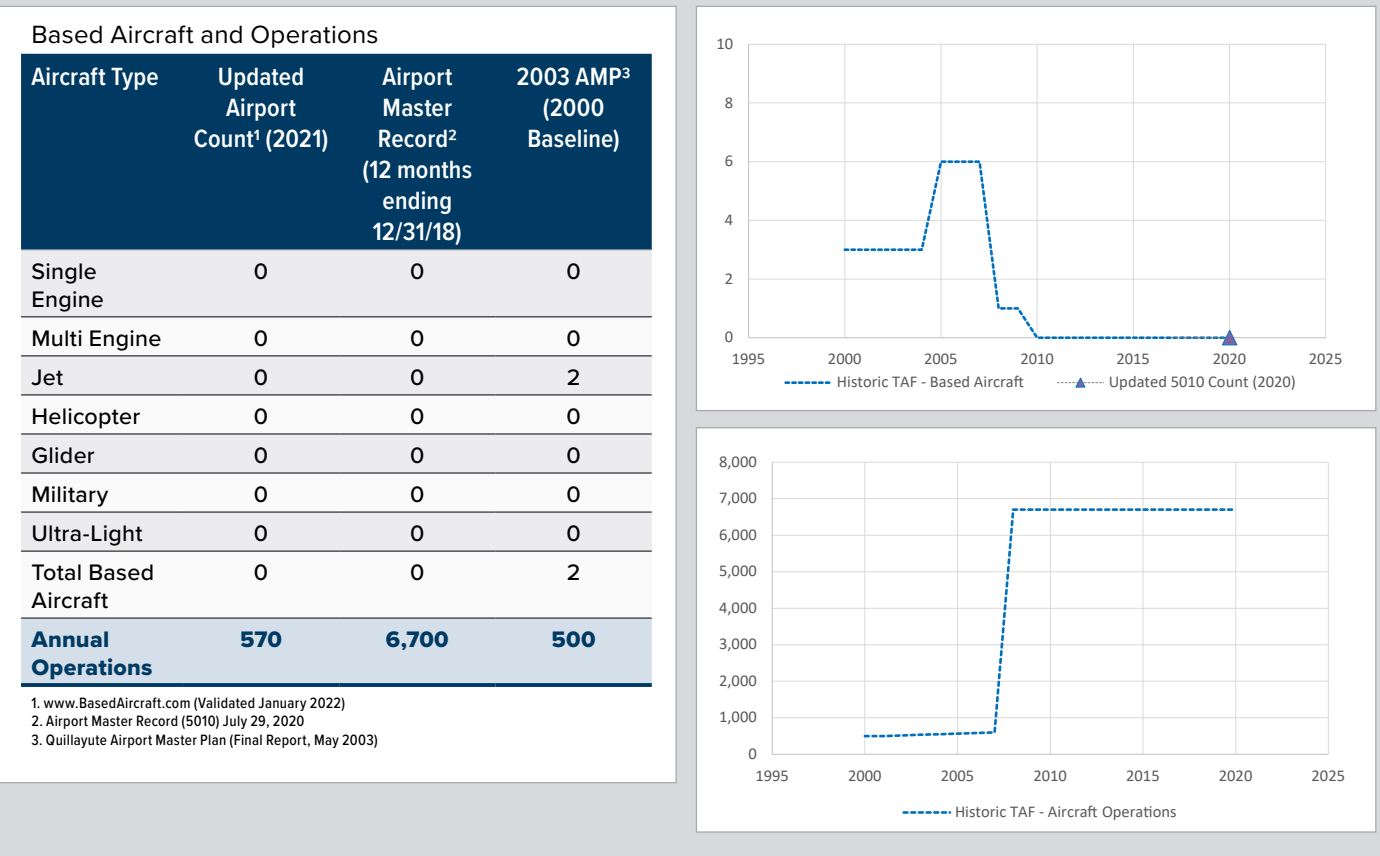 Based Aircraft and Operations
Aircraft Type
Updated
Airport
Count¹ (2021)
Airport
Master
Record²
(12 months
ending
12/31/18)
2003 AMP³
(2000
Baseline)
Single
Engine
0 0 0
Multi Engine 0 0 0
Jet 0 0 2
Helicopter 0 0 0
Glider 0 0 0
Military 0 0 0
Ultra-Light 0 0 0
Total Based
Aircraft
0 0 2
Annual
Operations
570 6,700 500
1. www.BasedAircraft.com (Validated January 2022)
2. Airport Master Record (5010) July 29, 2020
3. Quillayute Airport Master Plan (Final Report, May 2003)
10
8
6
4
2
0
1995 2000 2005 2010 2015 2020 2025
Historic TAF - Based Aircraft Updated 5010 Count (2020)
8,000
7,000
6,000
5,000
4,000
3,000
2,000
1,000
0
1995 2000 2005 2010 2015 2020 2025
Historic TAF - Aircraft Operations